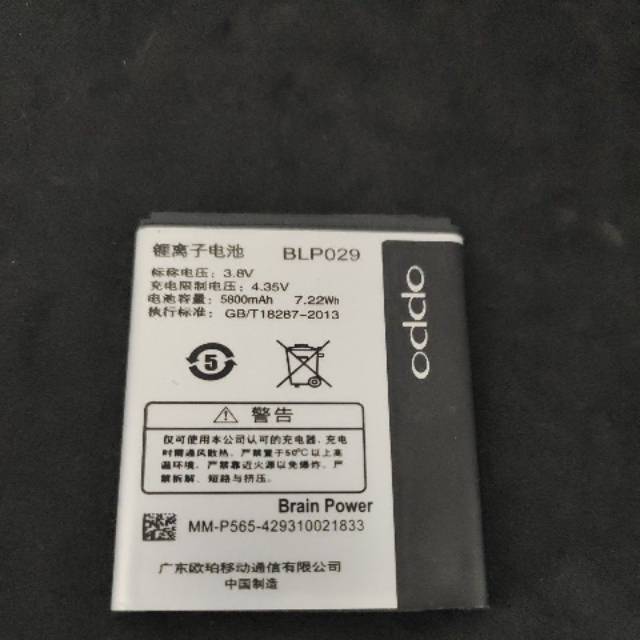 锂离子电池 BLP029
标称电压：3.8V
充电限制电压：4.35V
电池容量：5800mAh 7.22Wh
执行标准：GB/T18287-2013
5
警告
仅可使用本公司认可的充电器，充电
时需通风散热，严禁置于50℃以上高
温环境，严禁靠近火源以免爆炸，严
禁拆解、短路与挤压。
Brain Power
MM-P565-429310021833
广东欧珀移动通信有限公司
中国制造
oppo